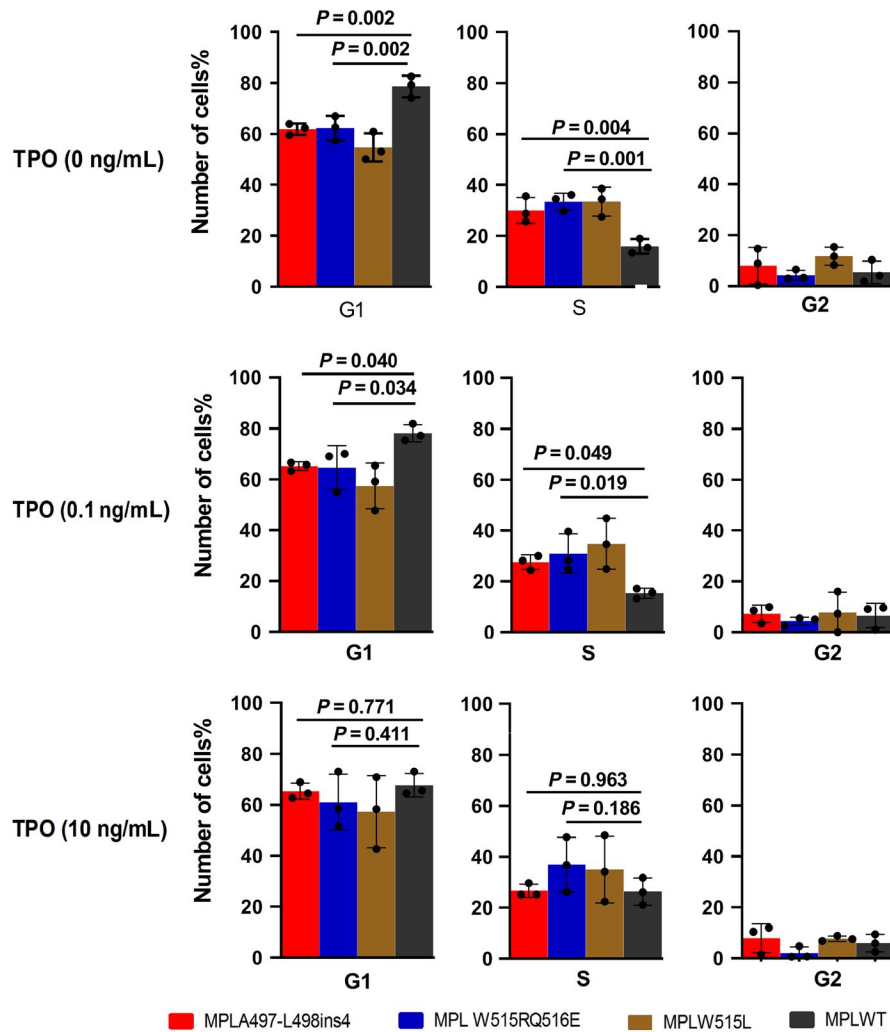 100
80
60
40
20
0
Number of cells%
P = 0.002
P = 0.002
G1
100
80
60
40
20
0
P = 0.004
P = 0.001
S
100
80
60
40
20
0
G2
TPO (0 ng/mL)
100
80
60
40
20
0
Number of cells%
P = 0.040
P = 0.034
G1
100
80
60
40
20
0
P = 0.049
P = 0.019
S
100
80
60
40
20
0
G2
TPO (0.1 ng/mL)
100
80
60
40
20
0
Number of cells%
P = 0.771
P = 0.411
G1
100
80
60
40
20
0
P = 0.963
P = 0.186
S
100
80
60
40
20
0
G2
TPO (10 ng/mL)
MPLA497-L498ins4
MPL W515RQ516E
MPLW515L
MPLWT